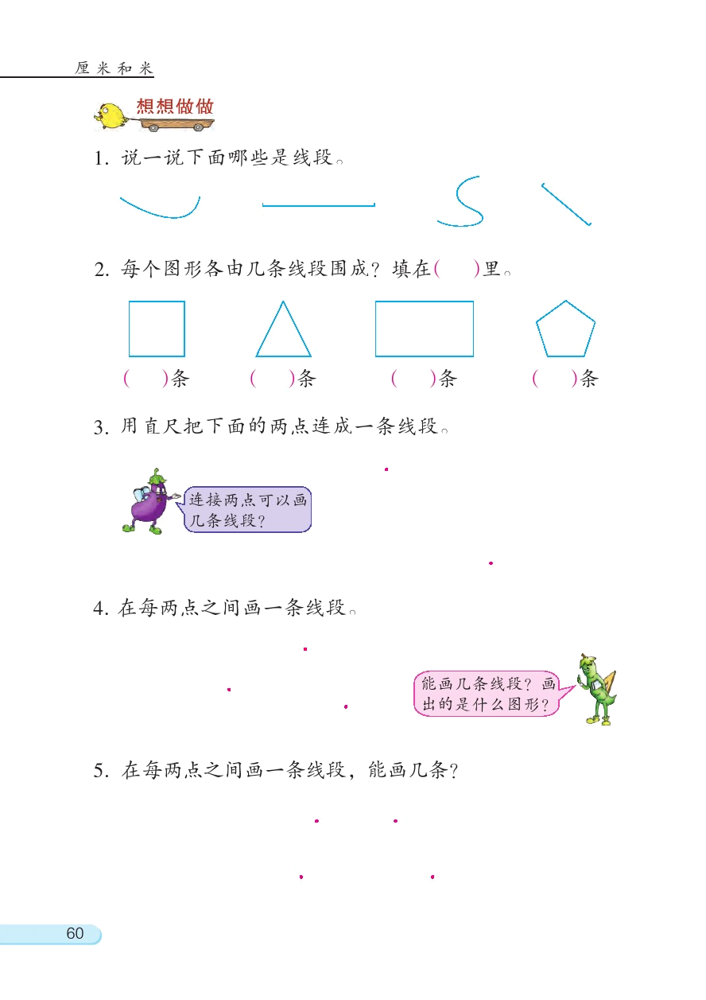 厘米和米
想想做做
1. 说一说下面哪些是线段。
2. 每个图形各由几条线段围成？填在(  )里。
(  )条 (  )条 (  )条 (  )条
3. 用直尺把下面的两点连成一条线段。
连接两点可以画
几条线段？
4. 在每两点之间画一条线段。
能画几条线段？画
出的是什么图形？
5. 在每两点之间画一条线段，能画几条？
60